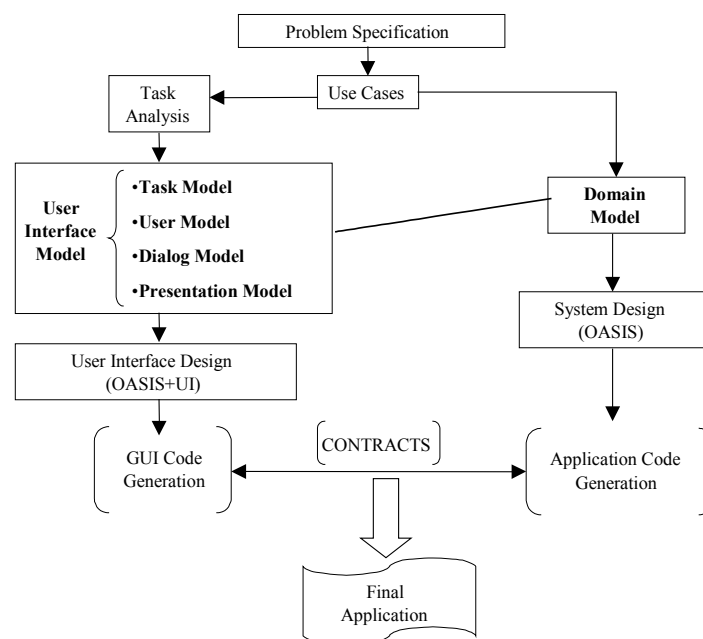 Problem Specification
Task
Analysis
Use Cases
User
Interface
Model
•Task Model
•User Model
•Dialog Model
•Presentation Model
Domain
Model
System Design
(OASIS)
User Interface Design
(OASIS+UI)
GUI Code
Generation
CONTRACTS
Application Code
Generation
Final
Application